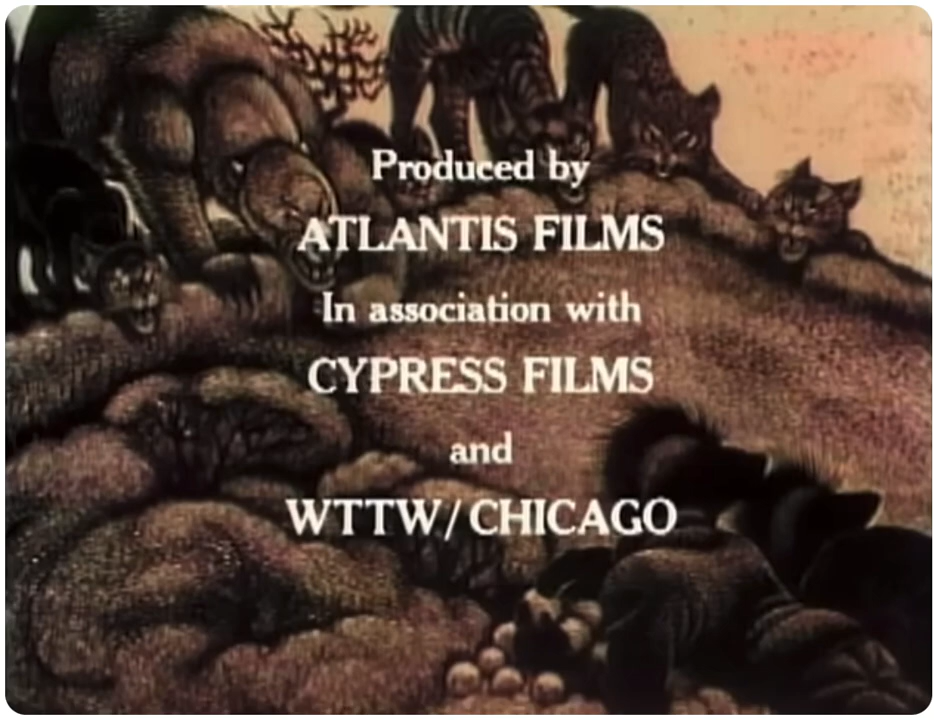 Produced by
ATLANTIS FILMS
In association with
CYPRESS FILMS
and
WTTW/CHICAGO